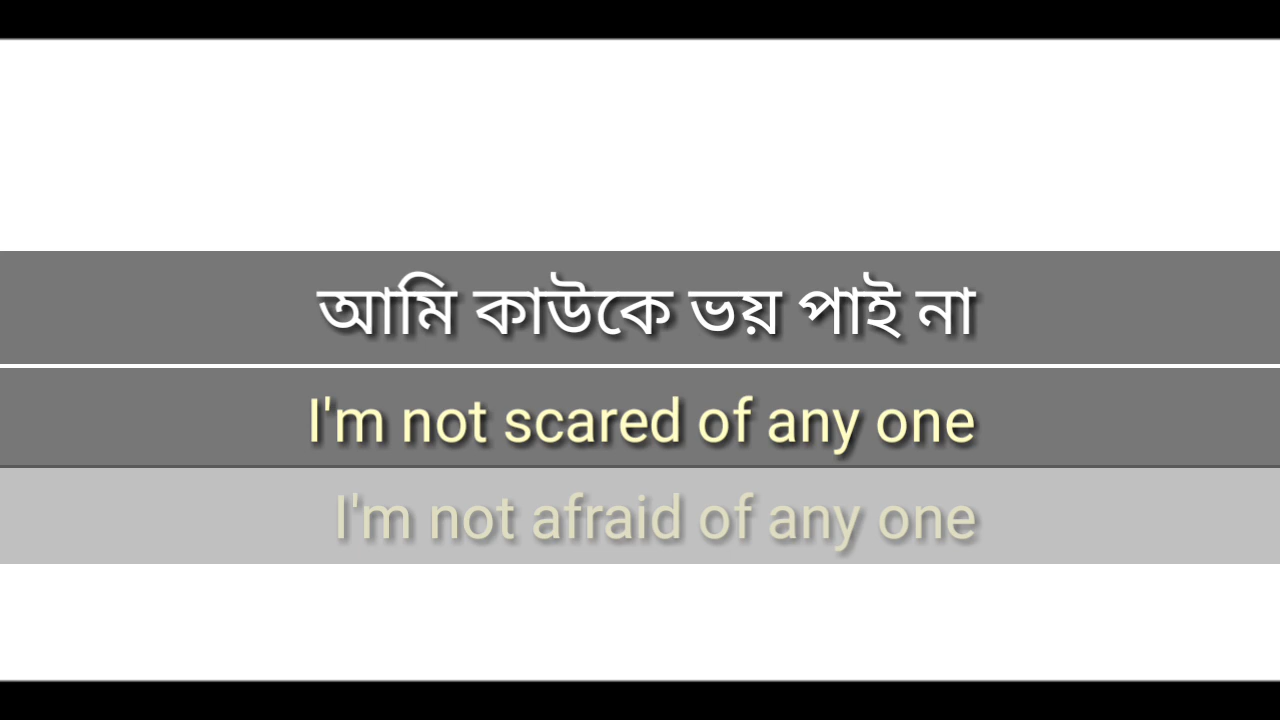 আমি কাউকে ভয় পাই না
I'm not scared of any one
I'm not afraid of any one